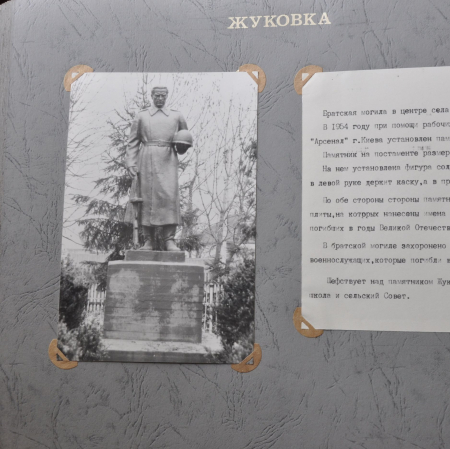 ЖУКОВКА
Братская могила в центре села
В 1954 году при помощи рабочи
"Арсенал" г.Киева установлен пам
Памятник на постаменте размер
На нем установлена фигура сол
в левой руке держит каску, а в пр
По обе стороны стороны памятн
плиты, на которых нанесены имена
погибших в годы Великой Отечеств
В братской могиле захоронено
военнослужащих, которые погибли
Шефствует над памятником Жук
школа и сельский Совет.